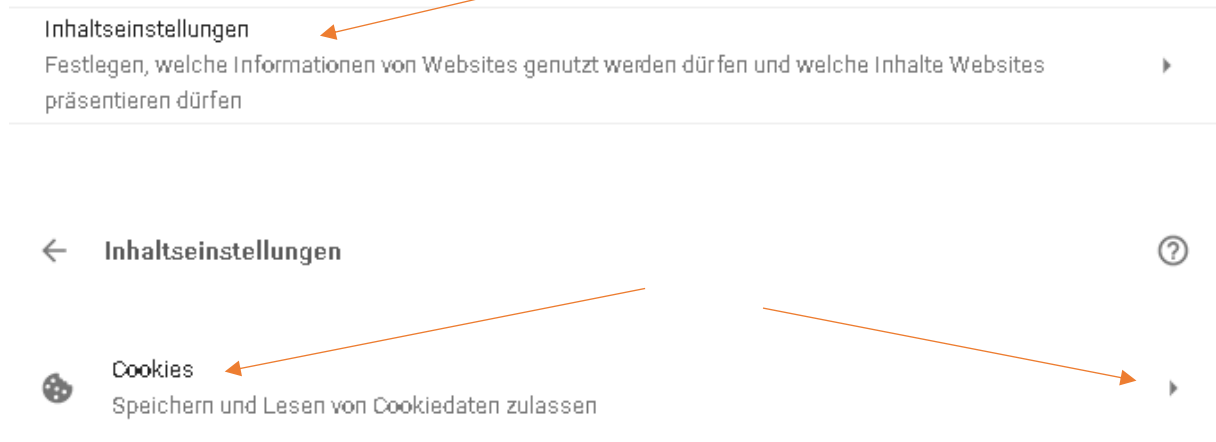 Inhaltseinstellungen
Festlegen, welche Informationen von Websites genutzt werden dürfen und welche Inhalte Websites
präsentieren dürfen
Inhaltseinstellungen
Cookies
Speichern und Lesen von Cookiedaten zulassen